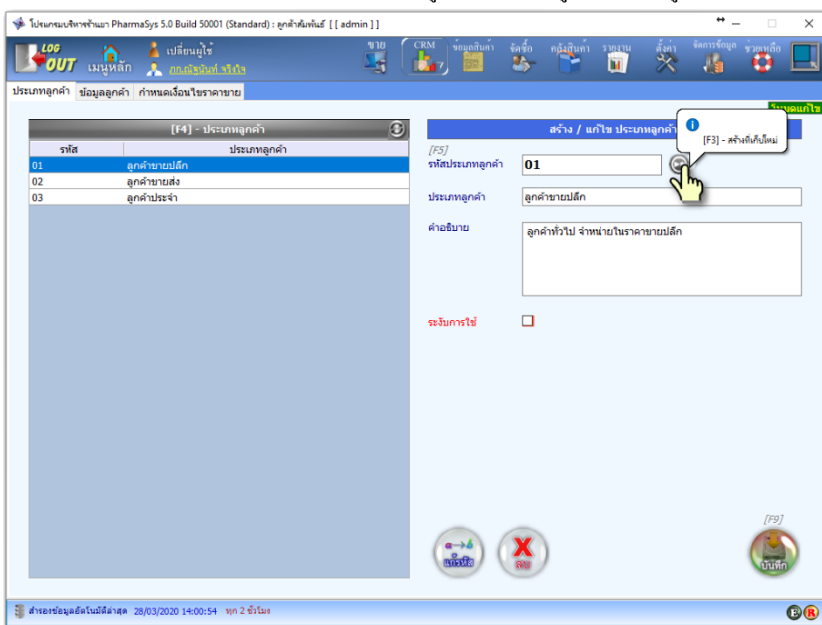 โปรแกรมบริหารร้านยา PharmaSys 5.0 Build 50001 (Standard) : ลูกค้าสัมพันธ์ [ [ admin ] ]
LOG OUT
เมนูหลัก
เปลี่ยนผู้ใช้
ขาย
CRM
ข้อมูลสินค้า
จัดซื้อ
คลังสินค้า
รายงาน
ตั้งค่า
ช่วยเหลือ
ประเภทลูกค้า ข้อมูลลูกค้า กำหนดเงื่อนไขราคาขาย
โหมดแก้ไข
[F4] - ประเภทลูกค้า
รหัส ประเภทลูกค้า
01 ลูกค้าขายปลีก
02 ลูกค้าขายส่ง
03 ลูกค้าประจำ
สร้าง / แก้ไข ประเภทลูกค้า
[F3] - สร้างที่เก็บใหม่
[F5]
รหัสประเภทลูกค้า 01
ประเภทลูกค้า ลูกค้าขายปลีก
คำอธิบาย ลูกค้าทั่วไป จำหน่ายในราคาขายปลีก
ระงับการใช้
[F9]
a→b
แก้รหัส
X
ลบ
บันทึก
สำรองข้อมูลอัตโนมัติล่าสุด 28/03/2020 14:00:54 ทุก 2 ชั่วโมง
E R